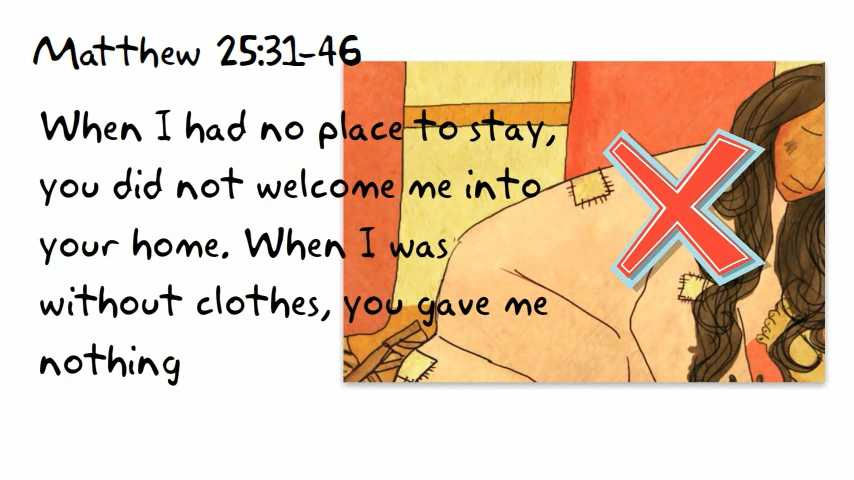 Matthew 25:31-46
When I had no place to stay,
you did not welcome me into
your home. When I was
without clothes, you gave me
nothing